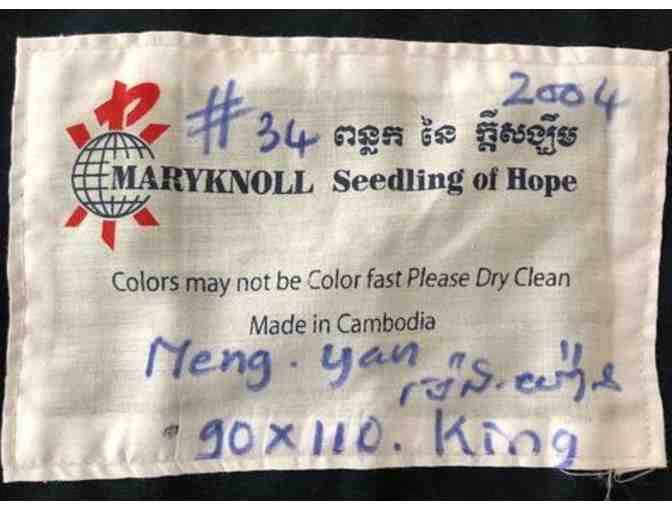 2004
#34 ពន្លក នៃ ក្ដីសង្ឃឹម
MARYKNOLL Seedling of Hope
Colors may not be Color fast Please Dry Clean
Made in Cambodia
Meng. yan
90x110. King